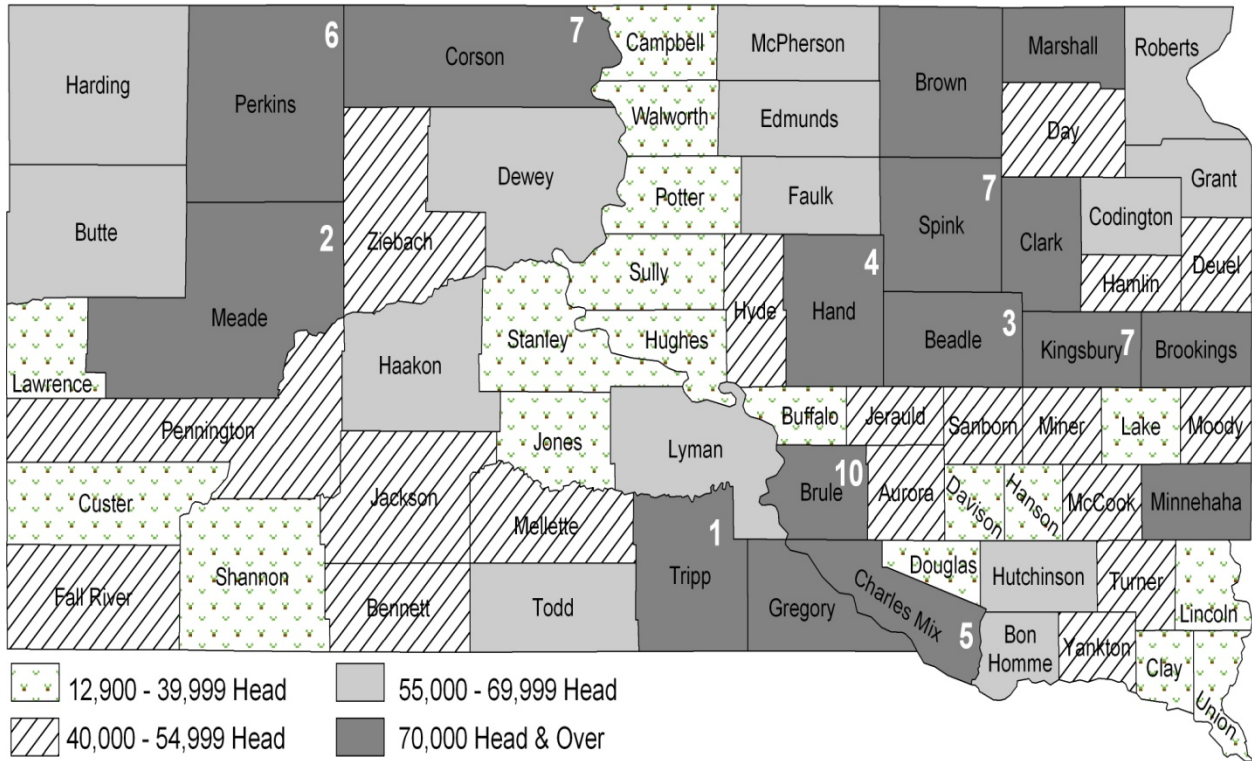 Harding
Perkins
6
Corson
7
Campbell
McPherson
Brown
Marshall
Roberts
Walworth
Edmunds
Day
Butte
Dewey
Potter
Faulk
Spink
7
Clark
Codington
Grant
Ziebach
Meade
2
Sully
Hyde
Hand
4
Hamlin
Deuel
Lawrence
Haakon
Stanley
Hughes
Beadle
3
Kingsbury
7
Brookings
Pennington
Jones
Lyman
Buffalo
Jerauld
Sanborn
Miner
Lake
Moody
Custer
Jackson
Mellette
Brule
10
Aurora
Davison
Hanson
McCook
Minnehaha
Fall River
Shannon
Bennett
Todd
Tripp
1
Gregory
Charles Mix
5
Douglas
Hutchinson
Turner
Lincoln
Bon
Homme
Yankton
Clay
Union
12,900 - 39,999 Head
55,000 - 69,999 Head
40,000 - 54,999 Head
70,000 Head & Over